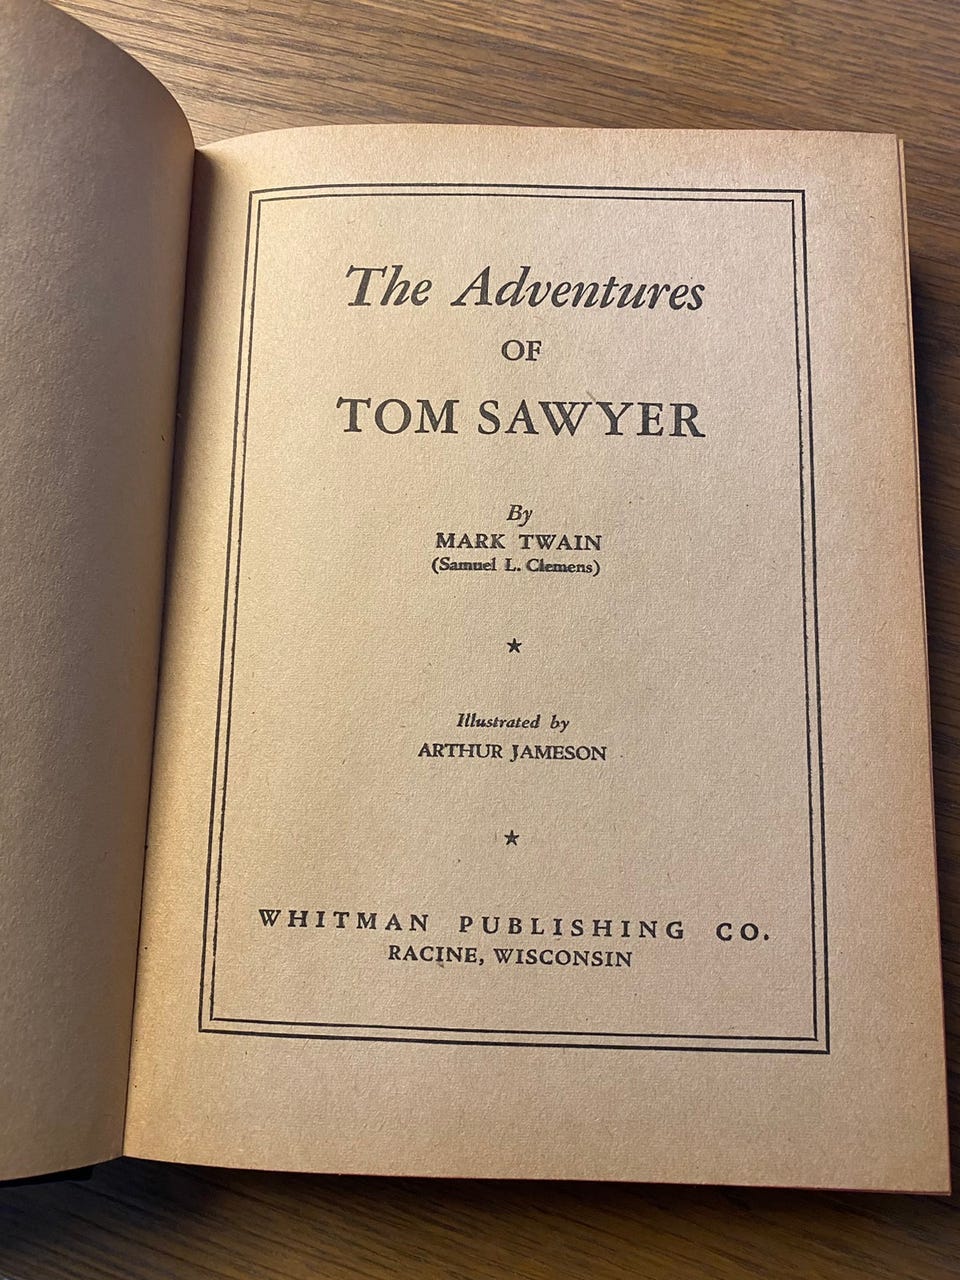 The Adventures
OF
TOM SAWYER
By
MARK TWAIN
(Samuel L. Clemens)
Illustrated by
ARTHUR JAMESON
WHITMAN PUBLISHING CO.
RACINE, WISCONSIN